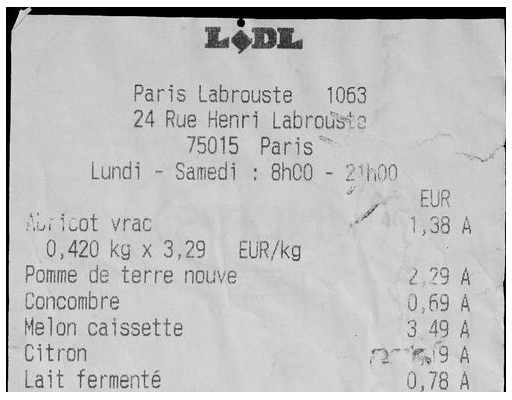 LIDL
Paris Labrouste 1063
24 Rue Henri Labrouste
75015 Paris
Lundi - Samedi : 8h00 - 21h00
EUR
Abricot vrac 1,38 A
0,420 kg x 3,29 EUR/kg
Pomme de terre nouve 2,29 A
Concombre 0,69 A
Melon caissette 3,49 A
Citron A
Lait fermenté 0,78 A